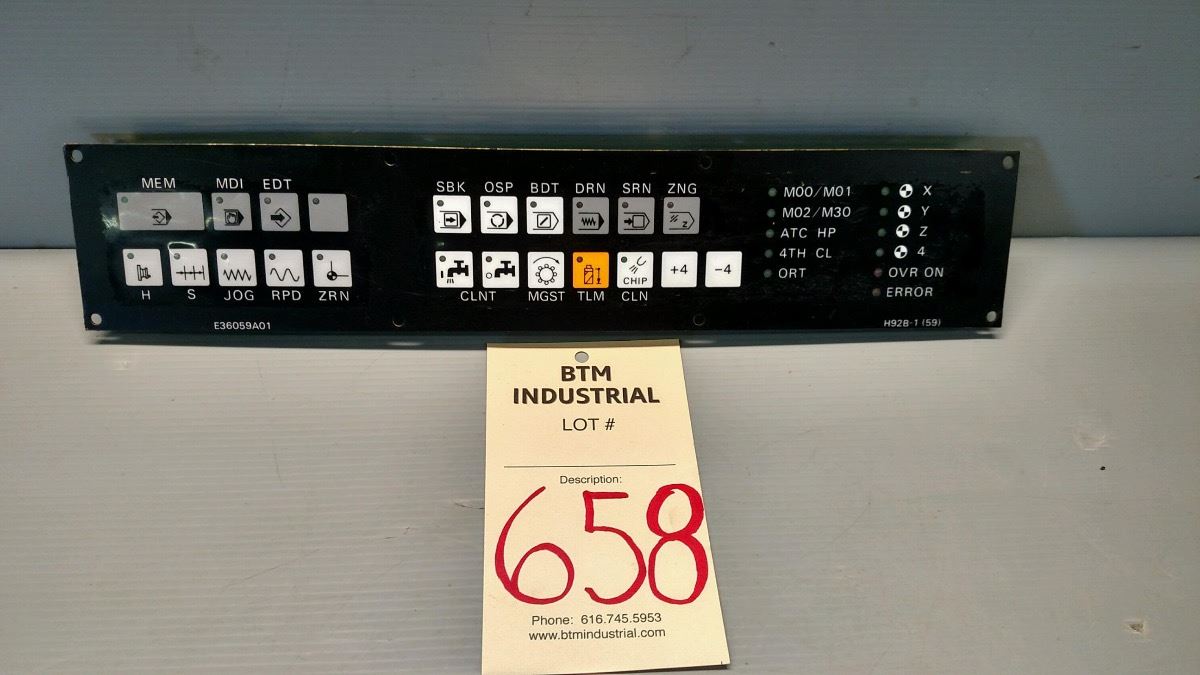 MEM MDI EDT
H S JOG RPD ZRN
E36059A01
SBK OSP BDT DRN SRN ZNG
Z
CHIP +4 -4
CLNT MGST TLM CLN
M00/M01
M02/M30
ATC HP
4TH CL
ORT
X
Y
Z
4
OVR ON
ERROR
H92B-1 (59)
BTM
INDUSTRIAL
LOT #
Description:
658
Phone: 616.745.5953
www.btmindustrial.com